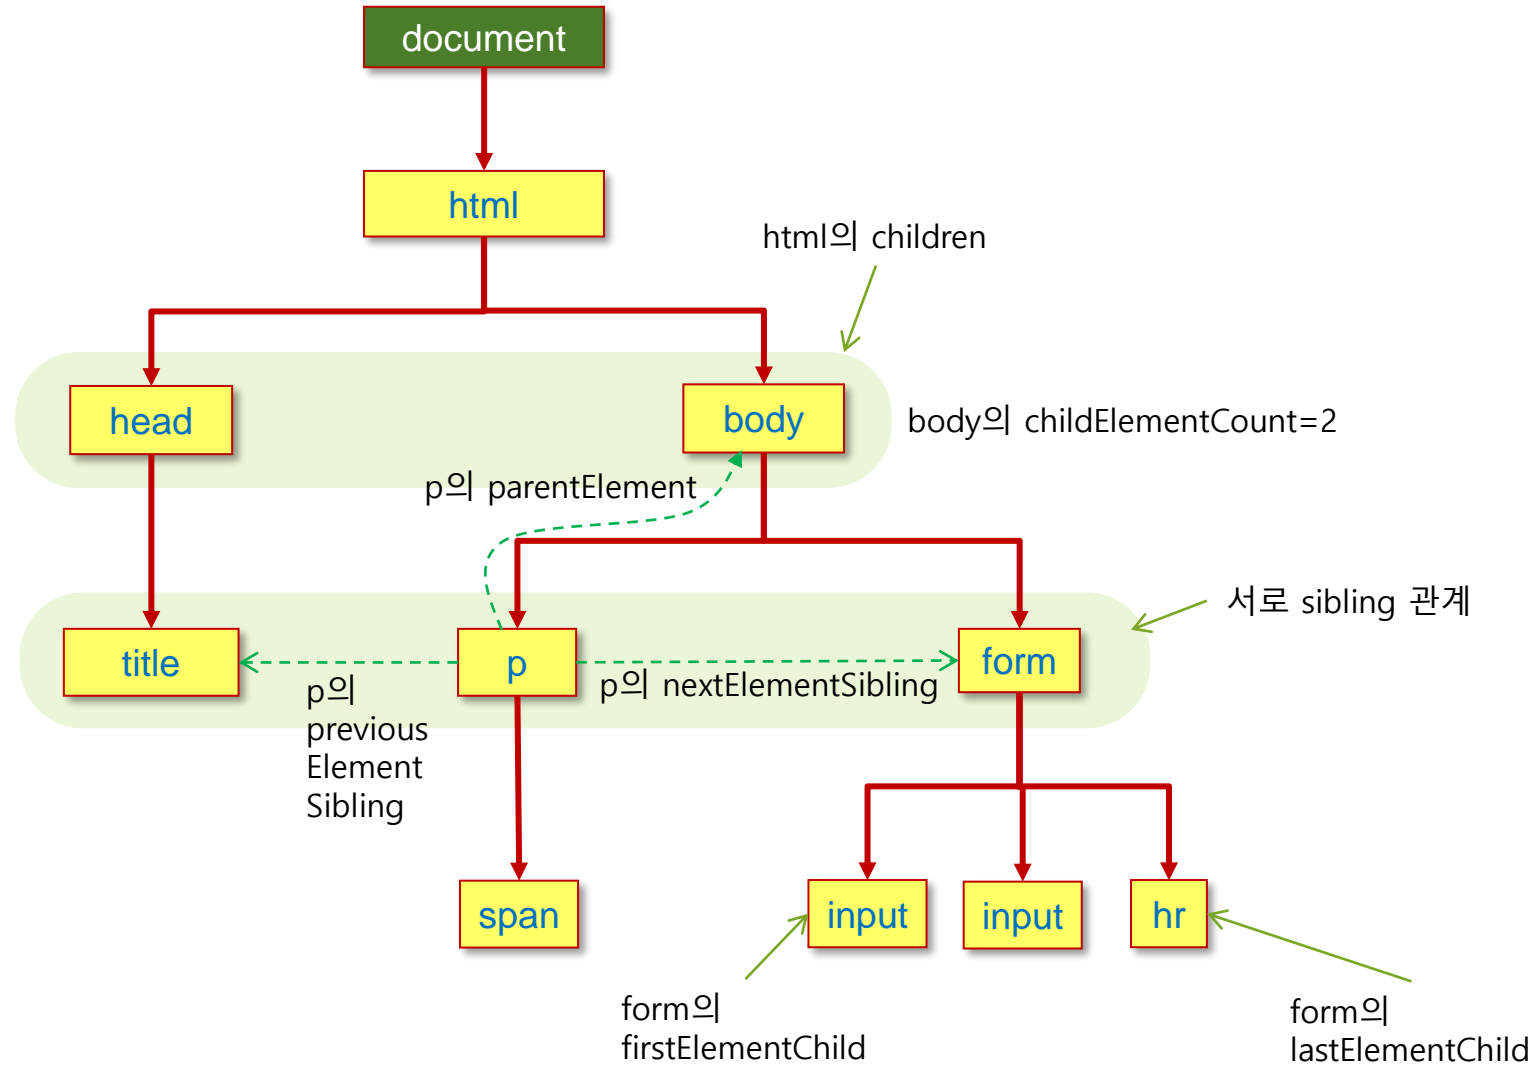 document
html
html의 children
head
body
body의 childElementCount=2
p의 parentElement
서로 sibling 관계
title
p
form
p의 nextElementSibling
p의
previous
Element
Sibling
span
input
input
hr
form의
firstElementChild
form의
lastElementChild